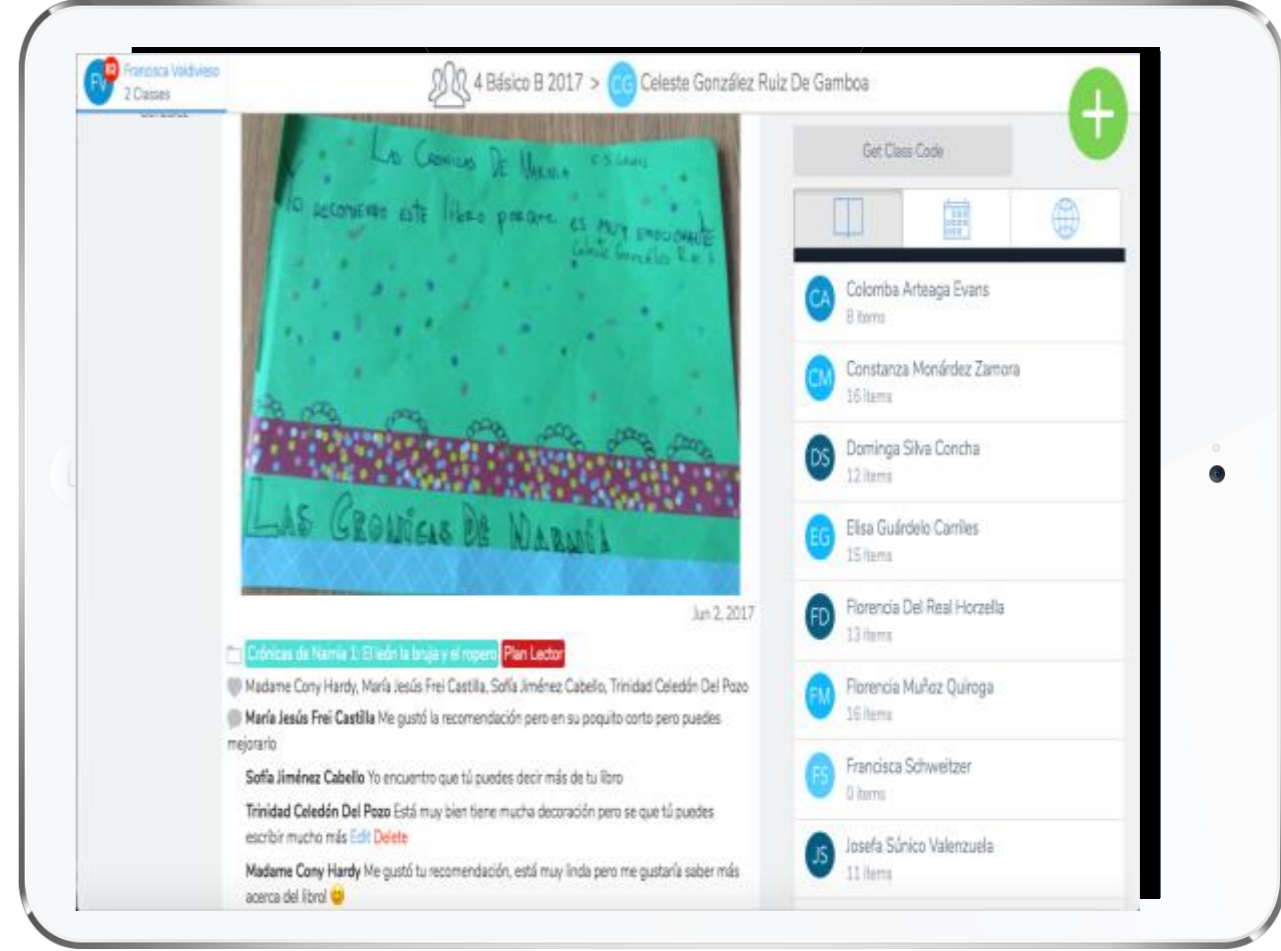 FV
Francisca Valdivieso
2 Classes
4 Básico B 2017 > CG Celeste González Ruiz De Gamboa
+
Las Cronicas De Narnia C.S Lewis
Yo recomiendo este libro porque es muy emocionante
Celeste González
LAS CRONICAS DE NARNIA
Jun 2, 2017
Crónicas de Narnia 1: El león la bruja y el ropero Plan Lector
Madame Cony Hardy, María Jesús Frei Castilla, Sofía Jiménez Cabello, Trinidad Celedón Del Pozo
María Jesús Frei Castilla Me gustó la recomendación pero en su poquito corto pero puedes
mejorarlo
Sofía Jiménez Cabello Yo encuentro que tú puedes decir más de tu libro
Trinidad Celedón Del Pozo Está muy bien tiene mucha decoración pero se que tú puedes
escribir mucho más Edit Delete
Madame Cony Hardy Me gustó tu recomendación, está muy linda pero me gustaría saber más
acerca del libro! 😊
Get Class Code
CA Colomba Arteaga Evans
8 items
CM Constanza Monárdez Zamora
16 items
DS Dominga Silva Concha
12 items
EG Elisa Guárdelo Carriles
15 items
FD Florencia Del Real Horzella
13 items
FM Florencia Muñoz Quiroga
16 items
FS Francisca Schweitzer
0 items
JS Josefa Súnico Valenzuela
11 items